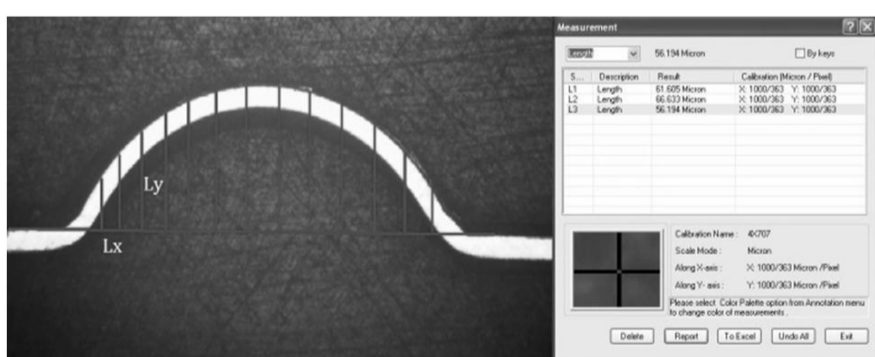 Ly
Lx
Measurement
Length 56.194 Micron By keys
S... Description Result Calibration (Micron / Pixel)
L1 Length 61.605 Micron X: 1000/363 Y: 1000/363
L2 Length 66.633 Micron X: 1000/363 Y: 1000/363
L3 Length 56.194 Micron X: 1000/363 Y: 1000/363
Calibration Name : 4X707
Scale Mode : Micron
Along X-axis : X: 1000/363 Micron /Pixel
Along Y- axis : Y: 1000/363 Micron /Pixel
Please select Color Palette option from Annotation menu
to change color of measurements .
Delete Report To Excel Undo All Exit